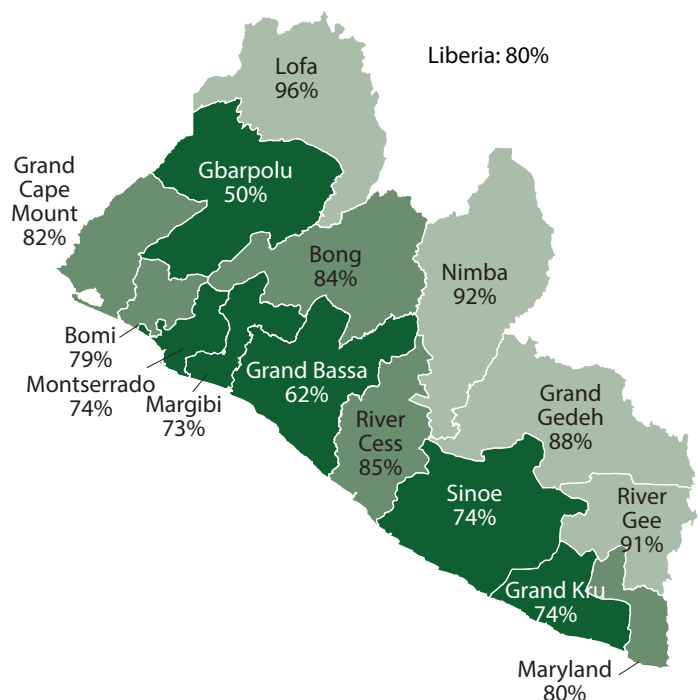 Liberia: 80%
Lofa
96%
Gbarpolu
50%
Grand
Cape
Mount
82%
Bong
84%
Nimba
92%
Bomi
79%
Montserrado
74%
Margibi
73%
Grand Bassa
62%
River
Cess
85%
Grand
Gedeh
88%
Sinoe
74%
River
Gee
91%
Grand Kru
74%
Maryland
80%